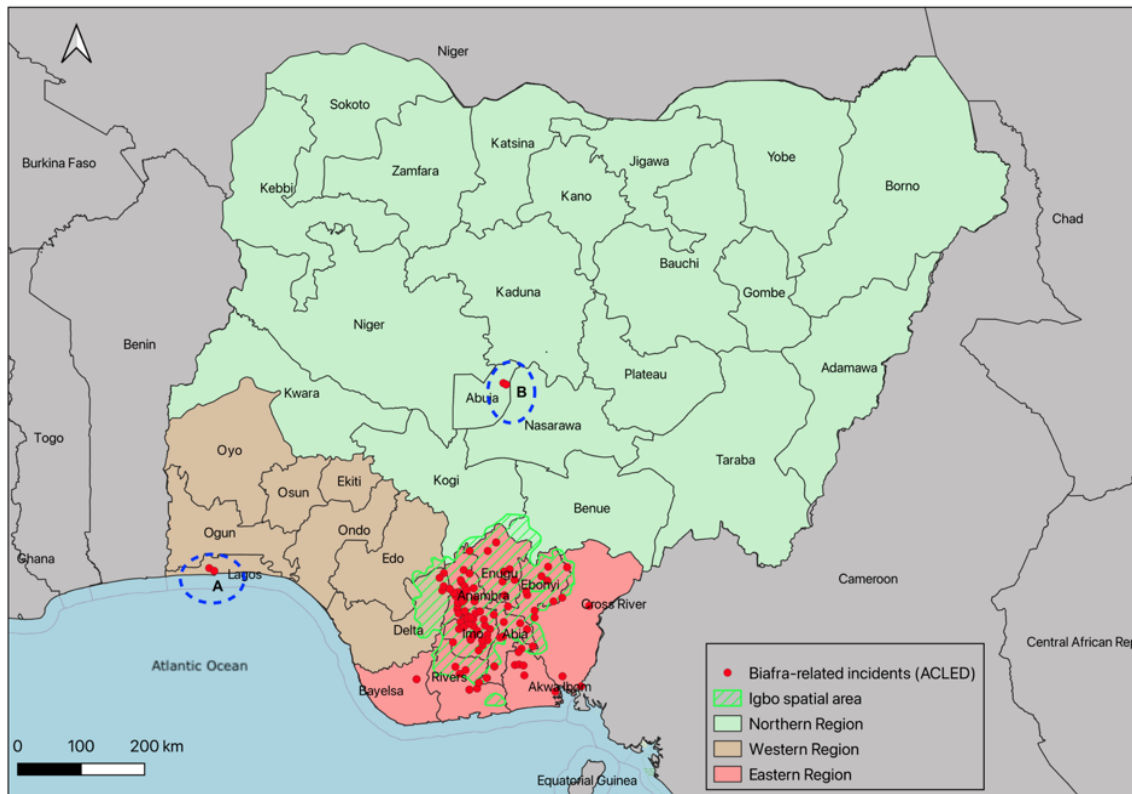 Niger
Burkina Faso
Sokoto
Katsina
Zamfara
Jigawa
Yobe
Kebbi
Kano
Borno
Chad
Bauchi
Gombe
Kaduna
Niger
Benin
Adamawa
Plateau
Abuja
B
Kwara
Nasarawa
Togo
Oyo
Taraba
Kogi
Ekiti
Osun
Benue
Ogun
Ondo
Edo
Ghana
Lagos
A
Enugu
Ebonyi
Cameroon
Anambra
Cross River
Delta
Imo
Abia
Central African Rep
Atlantic Ocean
Rivers
Bayelsa
Akwa Ibom
Biafra-related incidents (ACLED)
Igbo spatial area
Northern Region
Western Region
Eastern Region
0 100 200 km
Equatorial Guinea